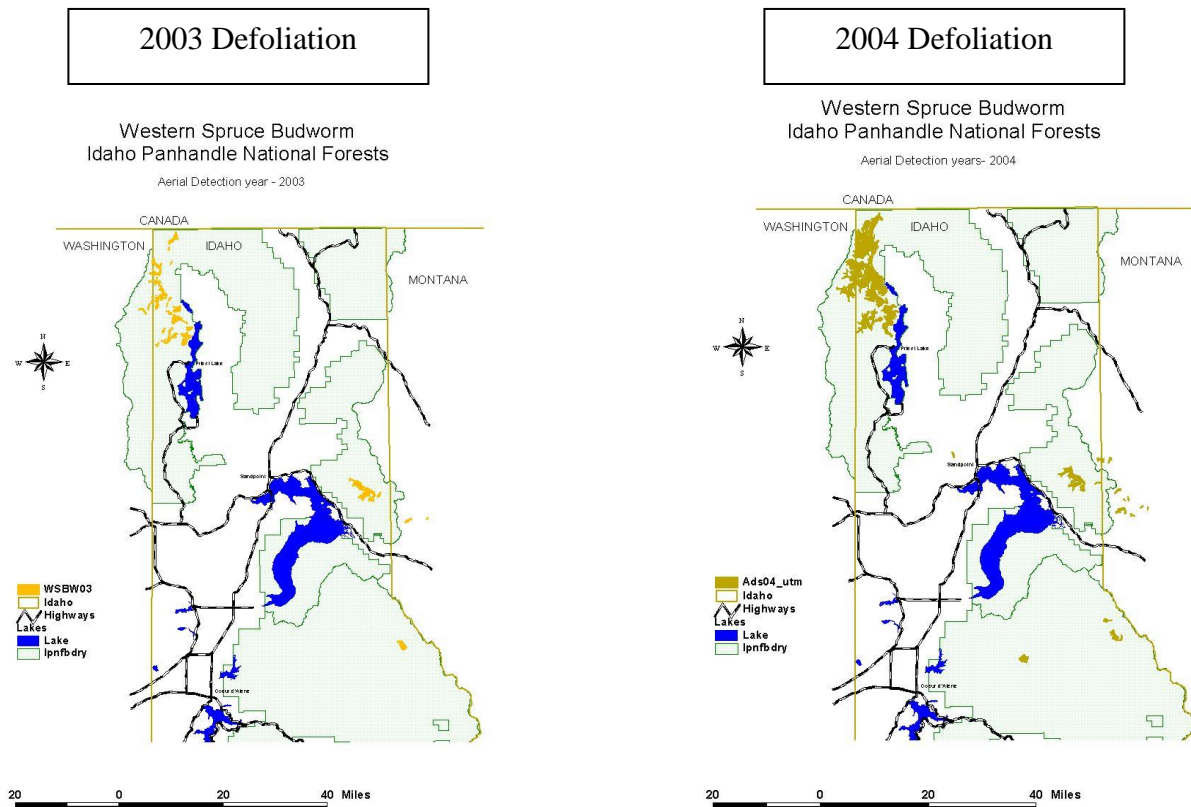 2003 Defoliation
Western Spruce Budworm
Idaho Panhandle National Forests
Aerial Detection year - 2003
CANADA
WASHINGTON
IDAHO
MONTANA
N
W
E
S
Priest Lake
Sandpoint
WSBW03
Idaho
Highways
Lakes
Lake
Ipnfbdry
Coeur d'Alene
20 0 20 40 Miles
2004 Defoliation
Western Spruce Budworm
Idaho Panhandle National Forests
Aerial Detection years- 2004
CANADA
WASHINGTON
IDAHO
MONTANA
N
W
E
S
Priest Lake
Sandpoint
Ads04_utm
Idaho
Highways
Lakes
Lake
Ipnfbdry
Coeur d'Alene
20 0 20 40 Miles